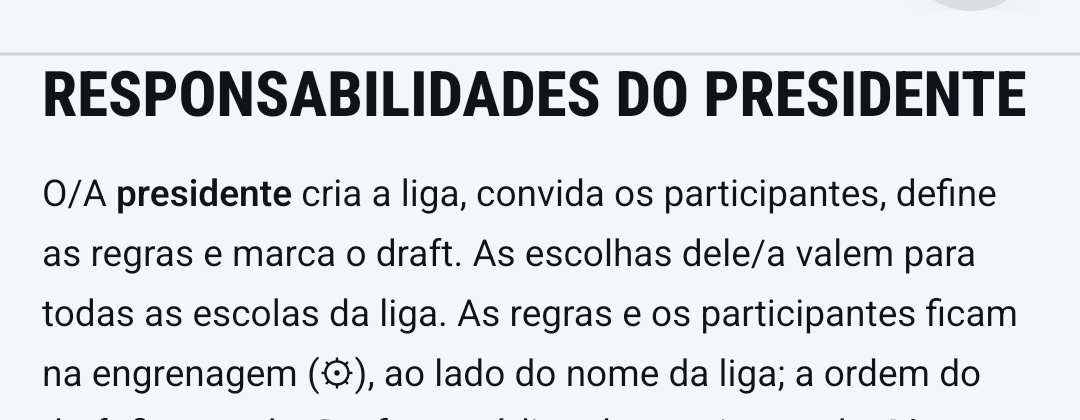 RESPONSABILIDADES DO PRESIDENTE
O/A presidente cria a liga, convida os participantes, define
as regras e marca o draft. As escolhas dele/a valem para
todas as escolas da liga. As regras e os participantes ficam
na engrenagem (⚙), ao lado do nome da liga; a ordem do